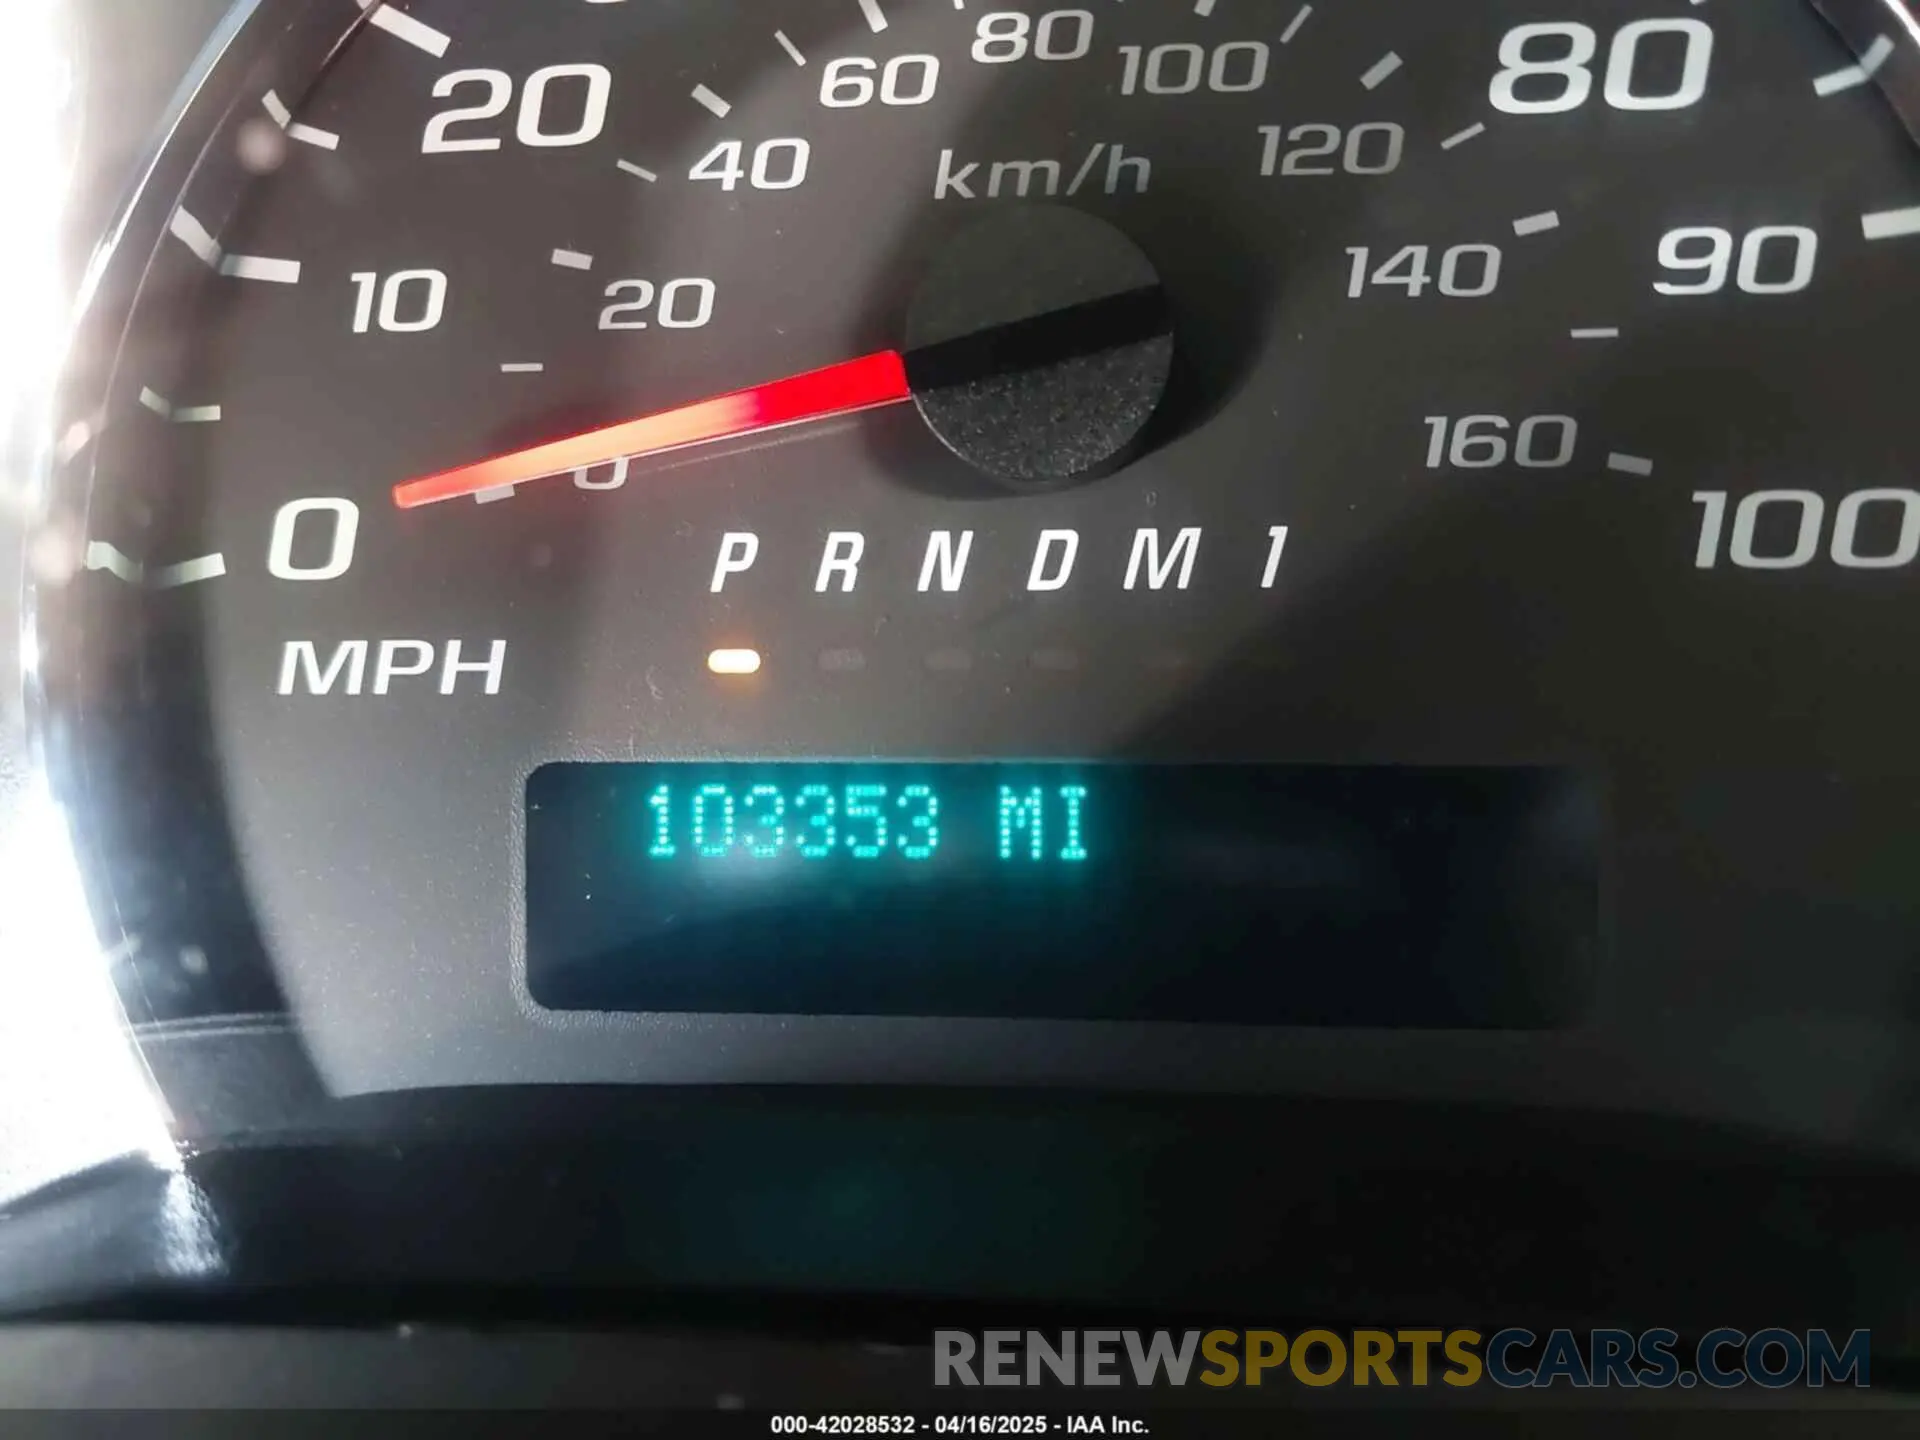 80
60 100 80
20 120
40 km/h
140 90
10 20
160
0 100
0
P R N D M 1
MPH
103353 MI
RENEWSPORTSCARS.COM
000-42028532 - 04/16/2025 - IAA Inc.